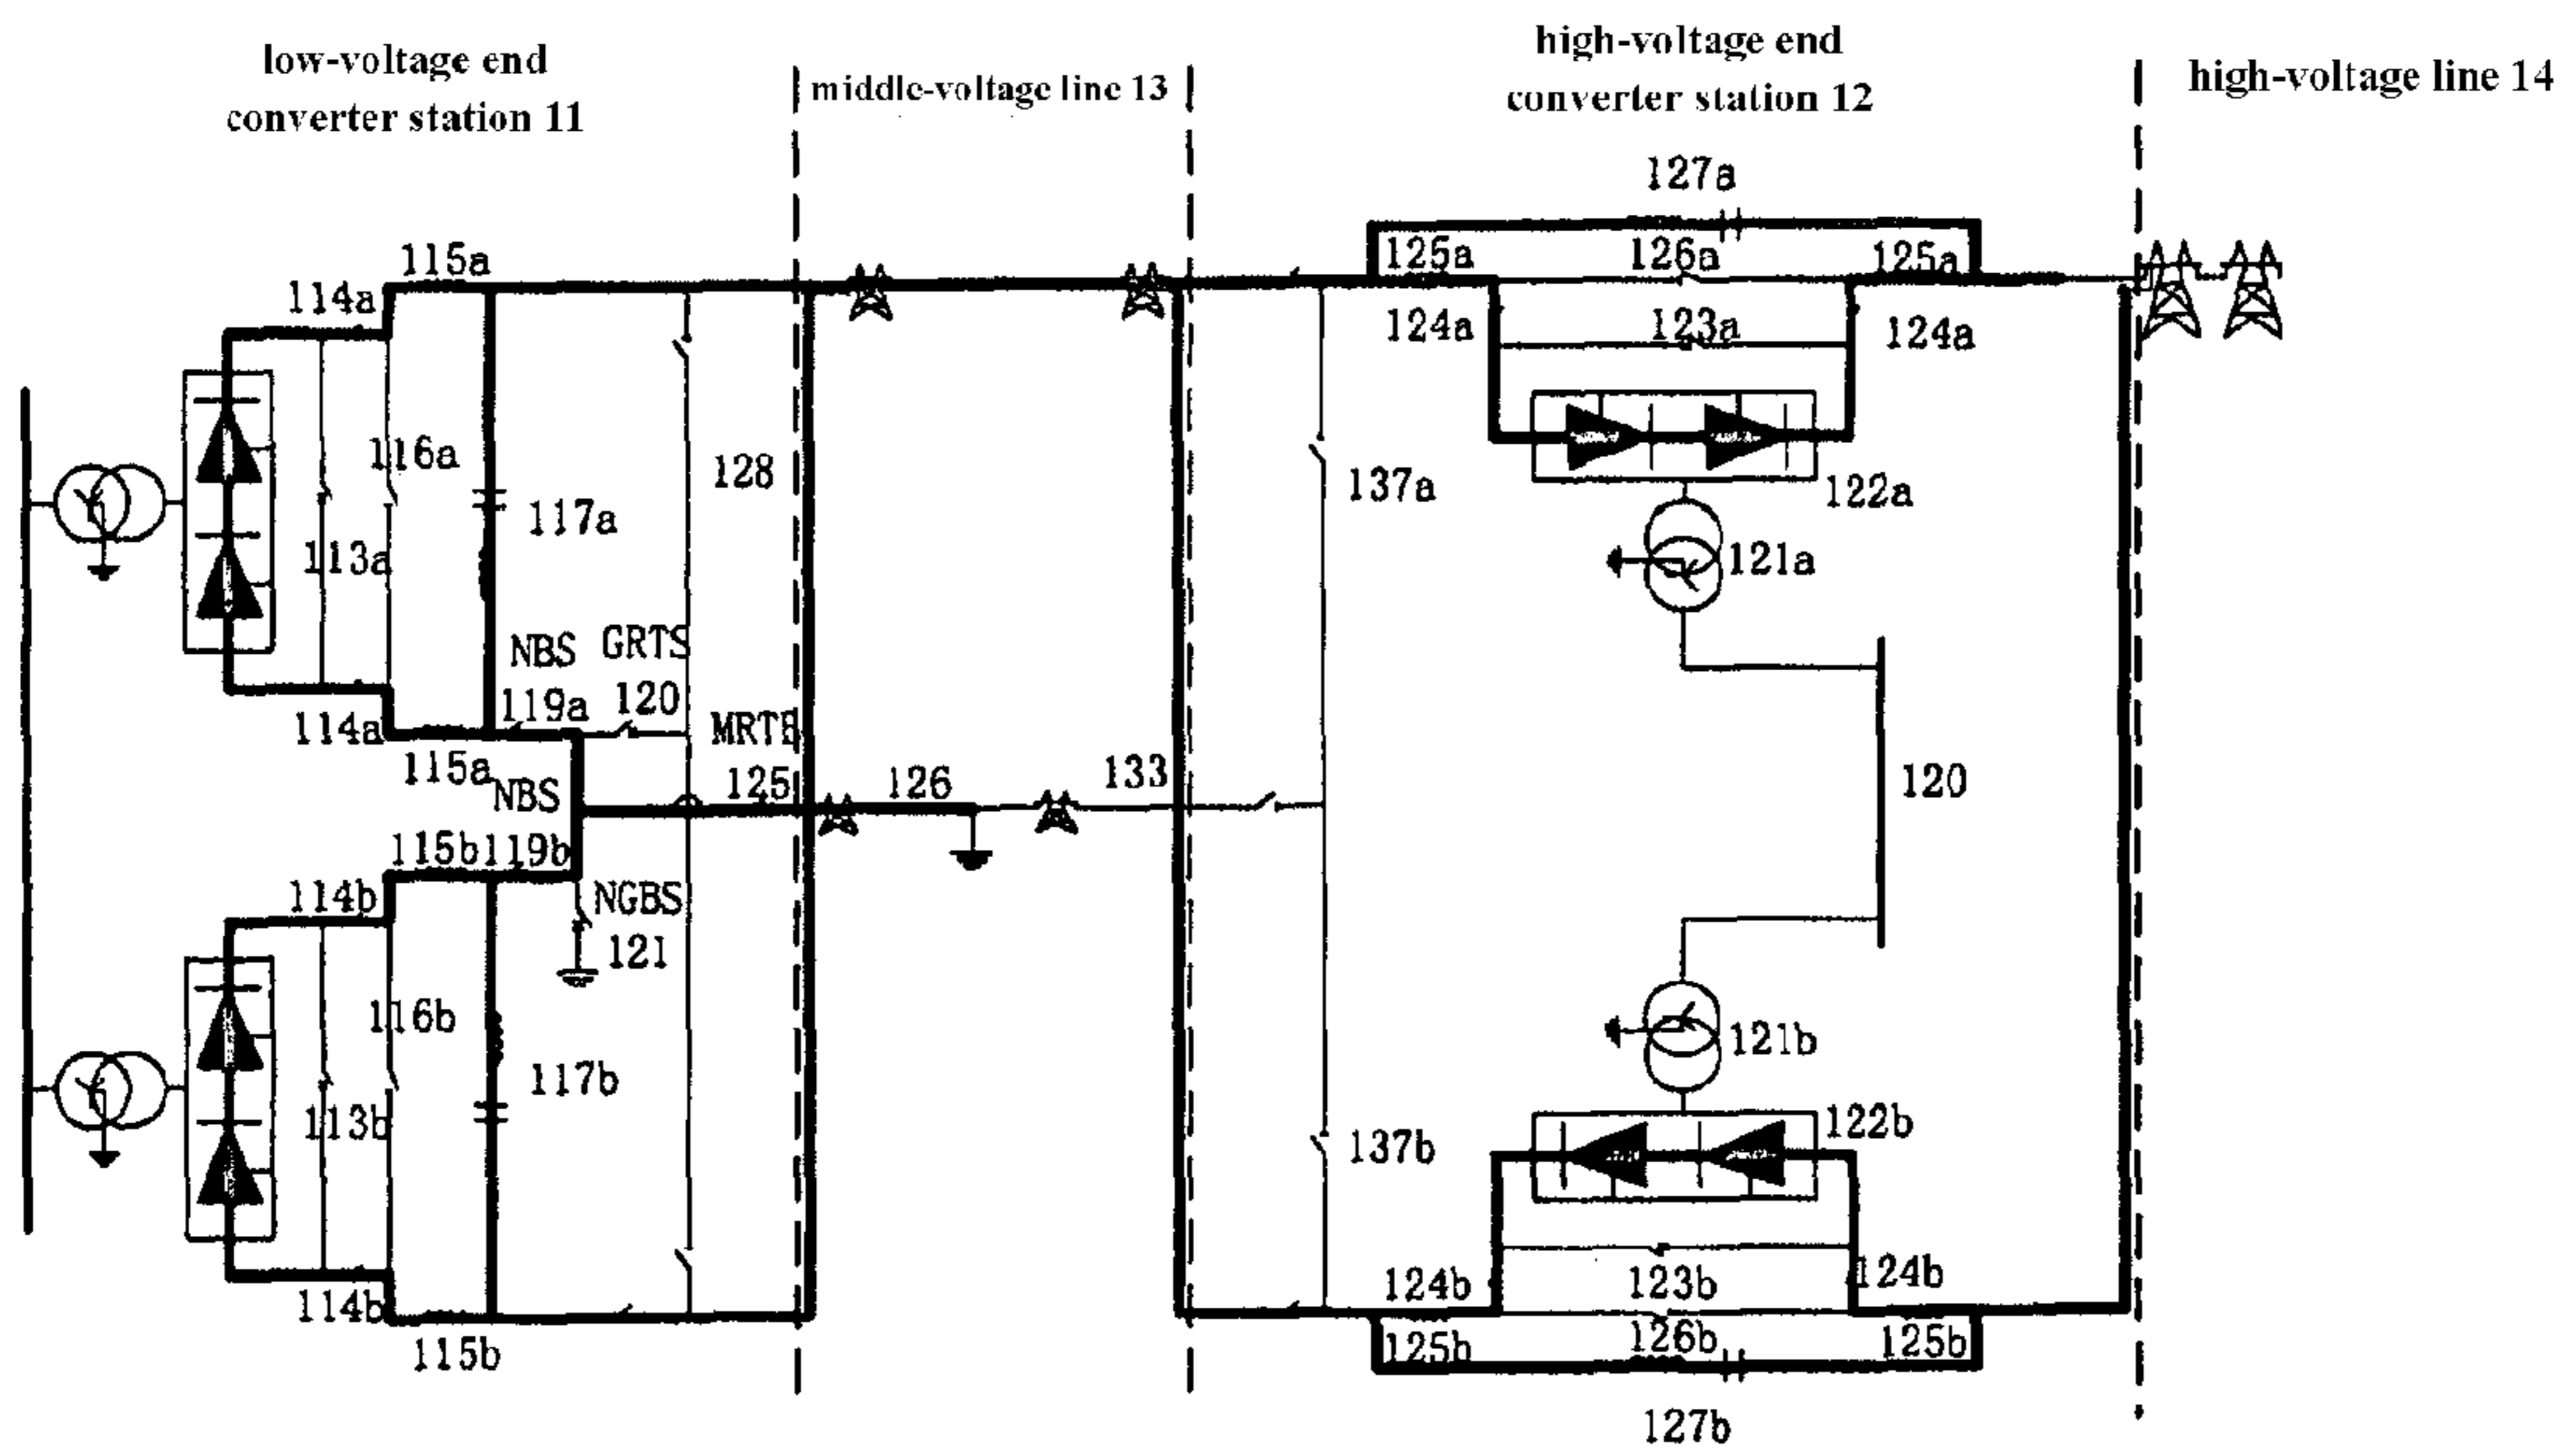 low-voltage end
converter station 11
middle-voltage line 13
high-voltage end
converter station 12
high-voltage line 14
127a
115a
125a
126a
125a
114a
124a
123a
124a
116a
128
117a
137a
122a
113a
121a
NBS
GRTS
119a
120
114a
MRTB
115a
125
126
133
120
NBS
115b
119b
114b
NGBS
121
116b
121b
117b
113b
137b
122b
124b
123b
124b
114b
125b
126b
125b
115b
127b